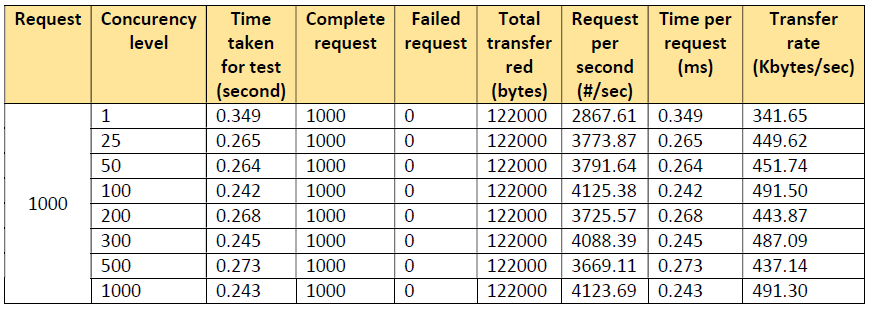 Request Concurency level Time taken for test (second) Complete request Failed request Total transfer red (bytes) Request per second (#/sec) Time per request (ms) Transfer rate (Kbytes/sec)
1000
1 0.349 1000 0 122000 2867.61 0.349 341.65
25 0.265 1000 0 122000 3773.87 0.265 449.62
50 0.264 1000 0 122000 3791.64 0.264 451.74
100 0.242 1000 0 122000 4125.38 0.242 491.50
200 0.268 1000 0 122000 3725.57 0.268 443.87
300 0.245 1000 0 122000 4088.39 0.245 487.09
500 0.273 1000 0 122000 3669.11 0.273 437.14
1000 0.243 1000 0 122000 4123.69 0.243 491.30